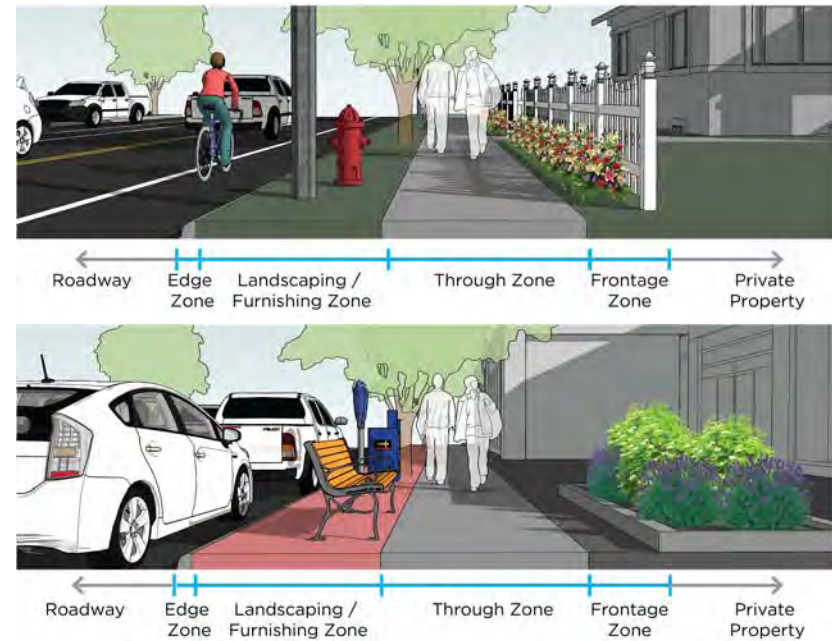 Roadway
Edge
Zone
Landscaping /
Furnishing Zone
Through Zone
Frontage
Zone
Private
Property
Roadway
Edge
Zone
Landscaping /
Furnishing Zone
Through Zone
Frontage
Zone
Private
Property